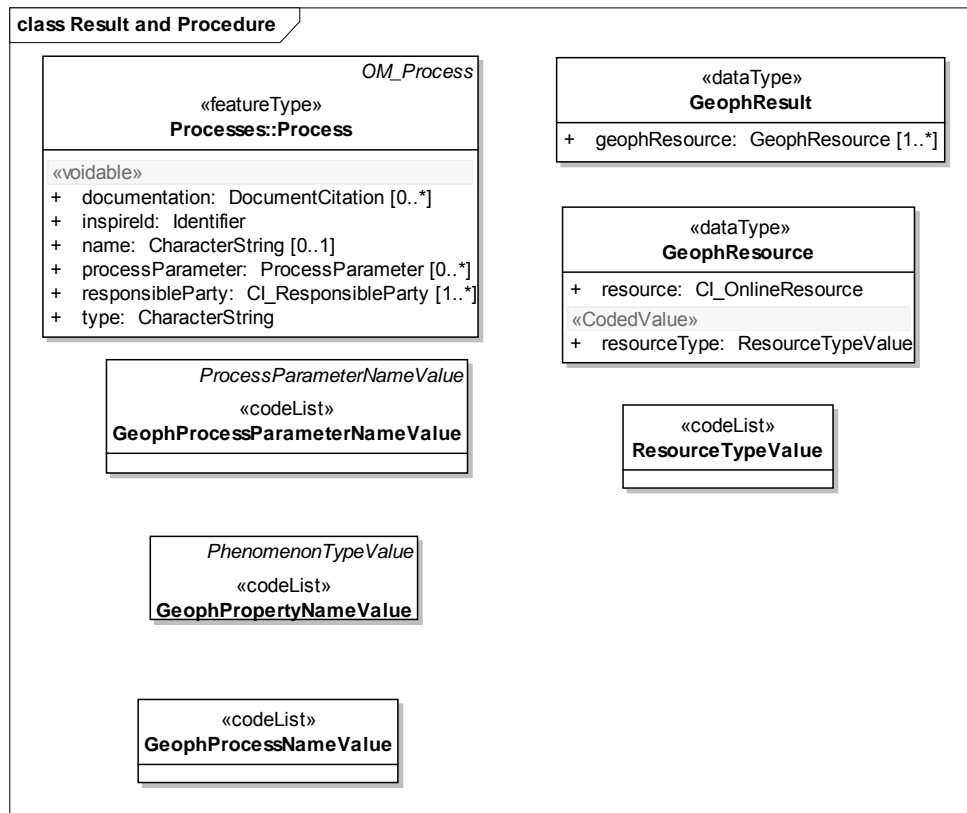 class Result and Procedure
OM_Process
«featureType»
Processes::Process
«voidable»
+ documentation: DocumentCitation [0..*]
+ inspireId: Identifier
+ name: CharacterString [0..1]
+ processParameter: ProcessParameter [0..*]
+ responsibleParty: CI_ResponsibleParty [1..*]
+ type: CharacterString
ProcessParameterNameValue
«codeList»
GeophProcessParameterNameValue
PhenomenonTypeValue
«codeList»
GeophPropertyNameValue
«codeList»
GeophProcessNameValue
«dataType»
GeophResult
+ geophResource: GeophResource [1..*]
«dataType»
GeophResource
+ resource: CI_OnlineResource
«CodedValue»
+ resourceType: ResourceTypeValue
«codeList»
ResourceTypeValue